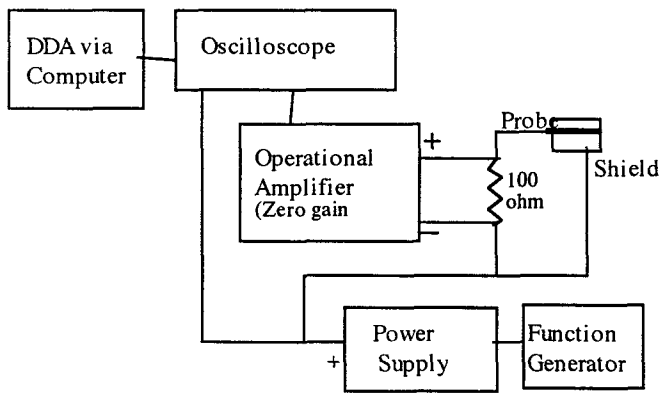 DDA via
Computer
Oscilloscope
Operational
Amplifier
(Zero gain
+
−
Probe
Shield
100
ohm
+
Power
Supply
Function
Generator